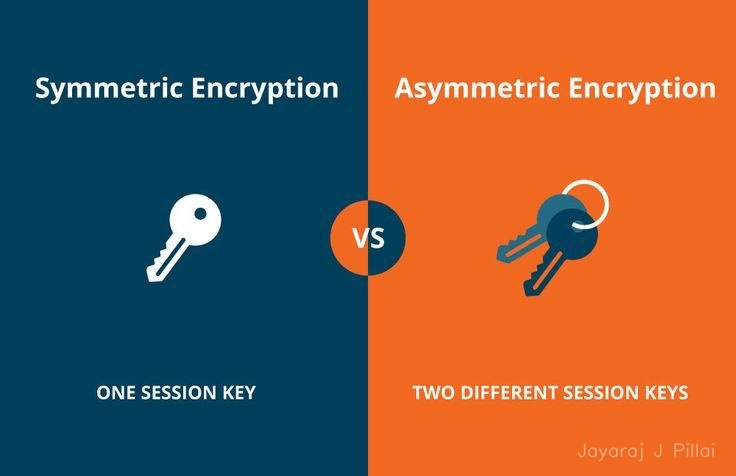 Symmetric Encryption
Asymmetric Encryption
VS
ONE SESSION KEY
TWO DIFFERENT SESSION KEYS
Jayaraj J Pillai